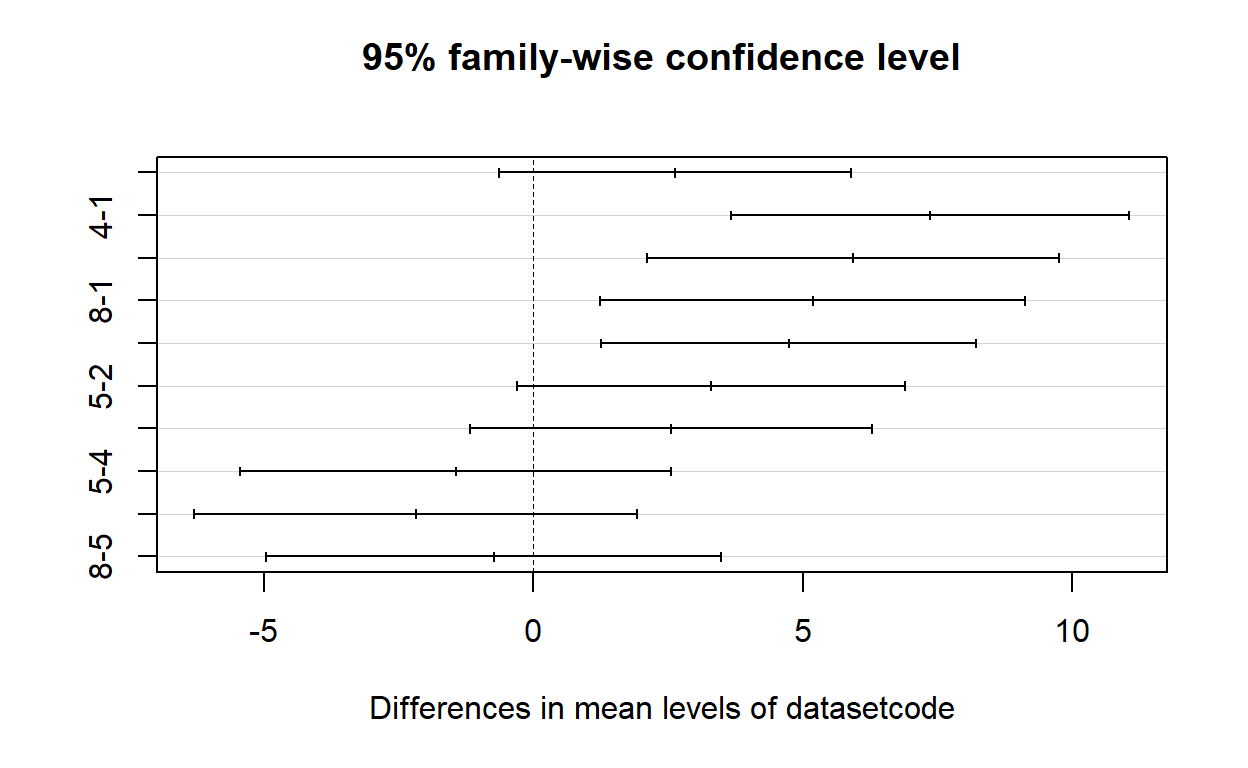 95% family-wise confidence level
4-1
8-1
5-2
5-4
8-5
-5 0 5 10
Differences in mean levels of datasetcode